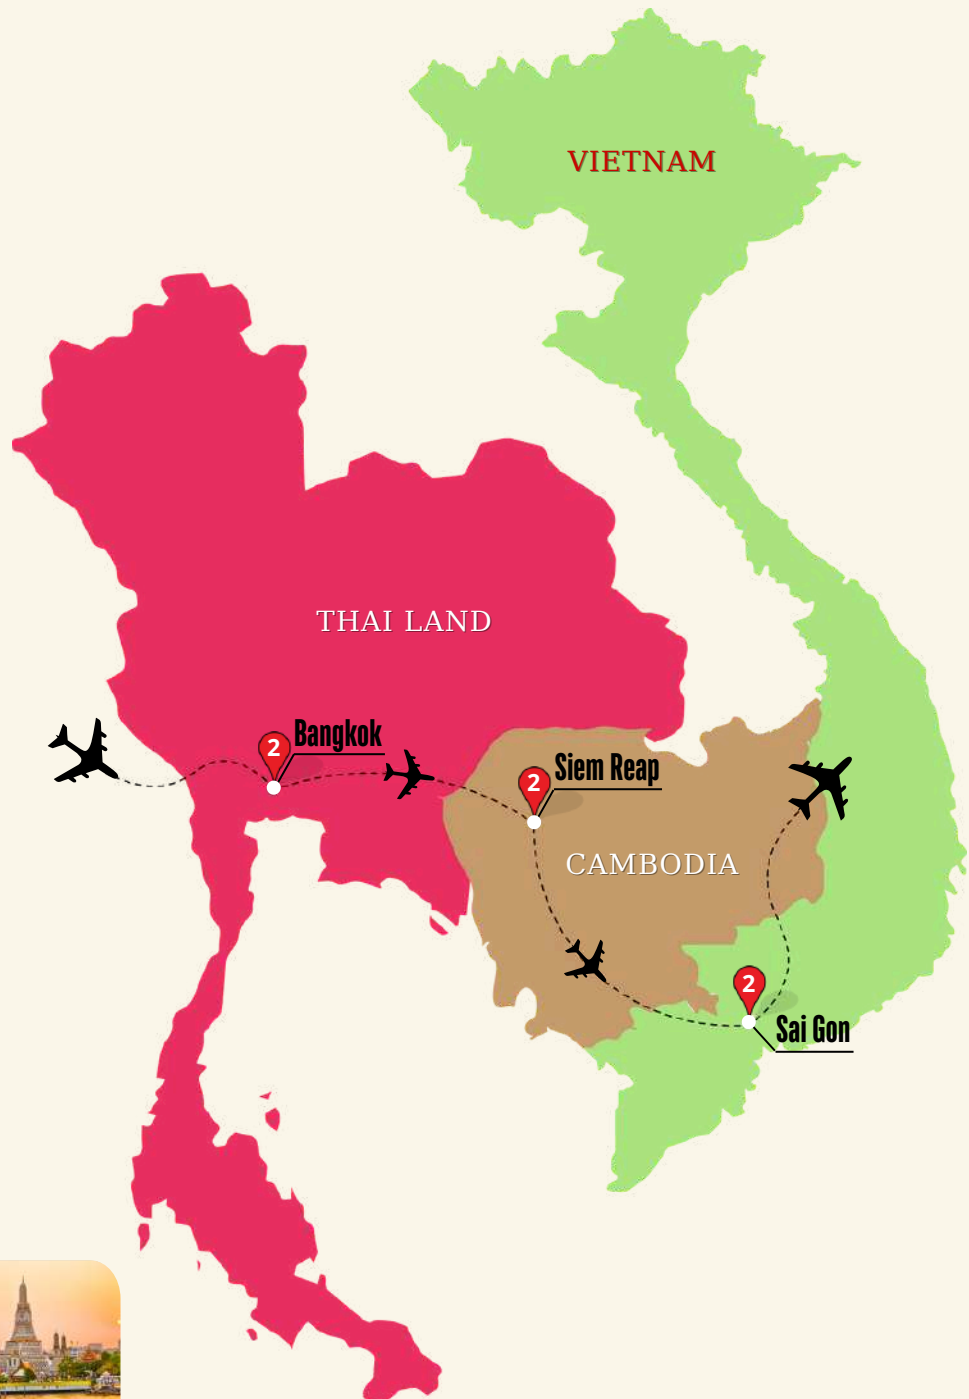 VIETNAM
THAI LAND
Bangkok
2
Siem Reap
2
CAMBODIA
2
Sai Gon